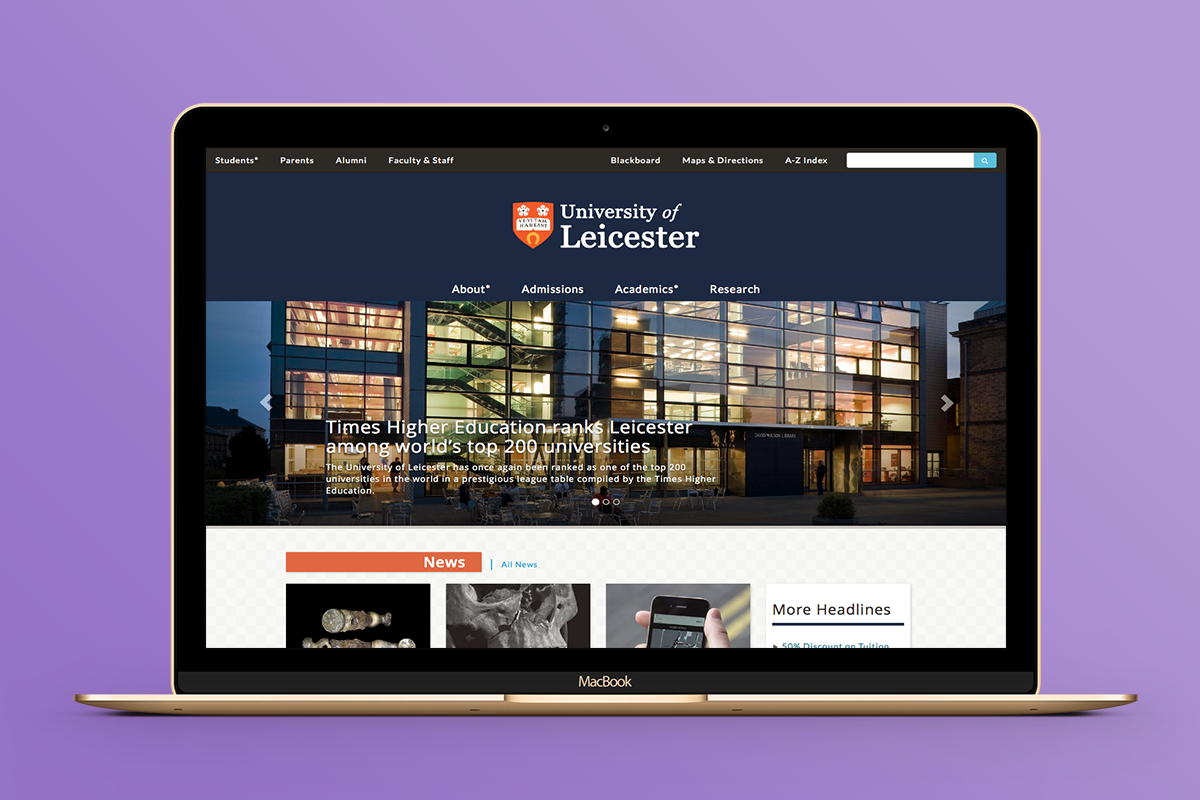 Students* Parents Alumni Faculty & Staff Blackboard Maps & Directions A-Z Index
University of
Leicester
About* Admissions Academics* Research
Times Higher Education ranks Leicester
among world's top 200 universities
The University of Leicester has once again been ranked as one of the top 200
universities in the world in a prestigious league table compiled by the Times Higher
Education.
DAVID WILSON LIBRARY
News | All News
More Headlines
50% Discount on Tuition
MacBook